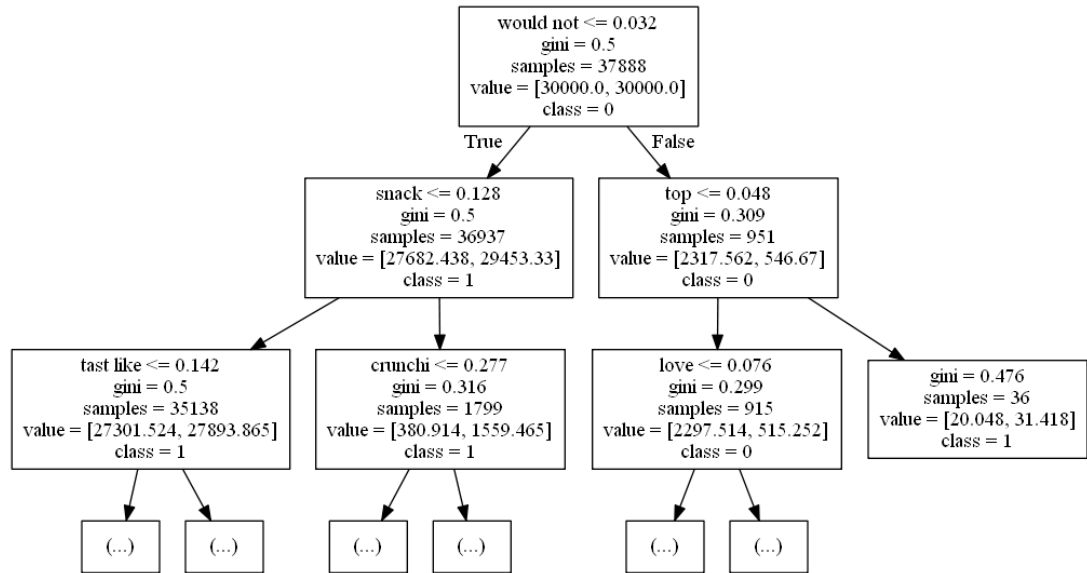 would not <= 0.032
gini = 0.5
samples = 37888
value = [30000.0, 30000.0]
class = 0
True
False
snack <= 0.128
gini = 0.5
samples = 36937
value = [27682.438, 29453.33]
class = 1
top <= 0.048
gini = 0.309
samples = 951
value = [2317.562, 546.67]
class = 0
tast like <= 0.142
gini = 0.5
samples = 35138
value = [27301.524, 27893.865]
class = 1
crunchi <= 0.277
gini = 0.316
samples = 1799
value = [380.914, 1559.465]
class = 1
love <= 0.076
gini = 0.299
samples = 915
value = [2297.514, 515.252]
class = 0
gini = 0.476
samples = 36
value = [20.048, 31.418]
class = 1
(...)
(...)
(...)
(...)
(...)
(...)